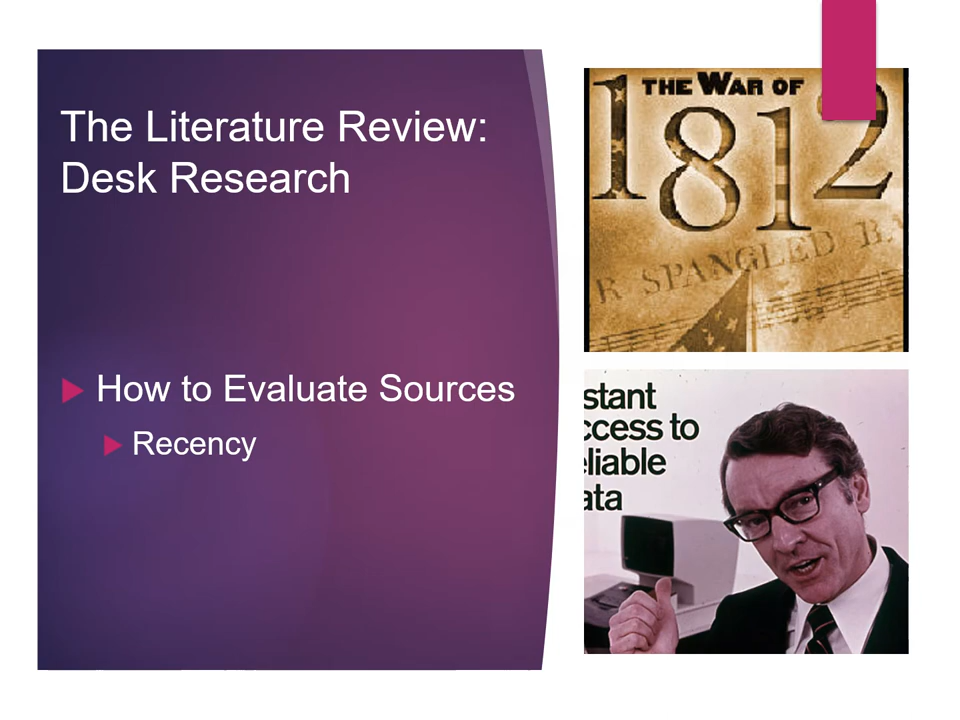 The Literature Review:
Desk Research
How to Evaluate Sources
Recency
THE WAR OF
1812
R SPANGLED B
stant
ccess to
eliable
ata